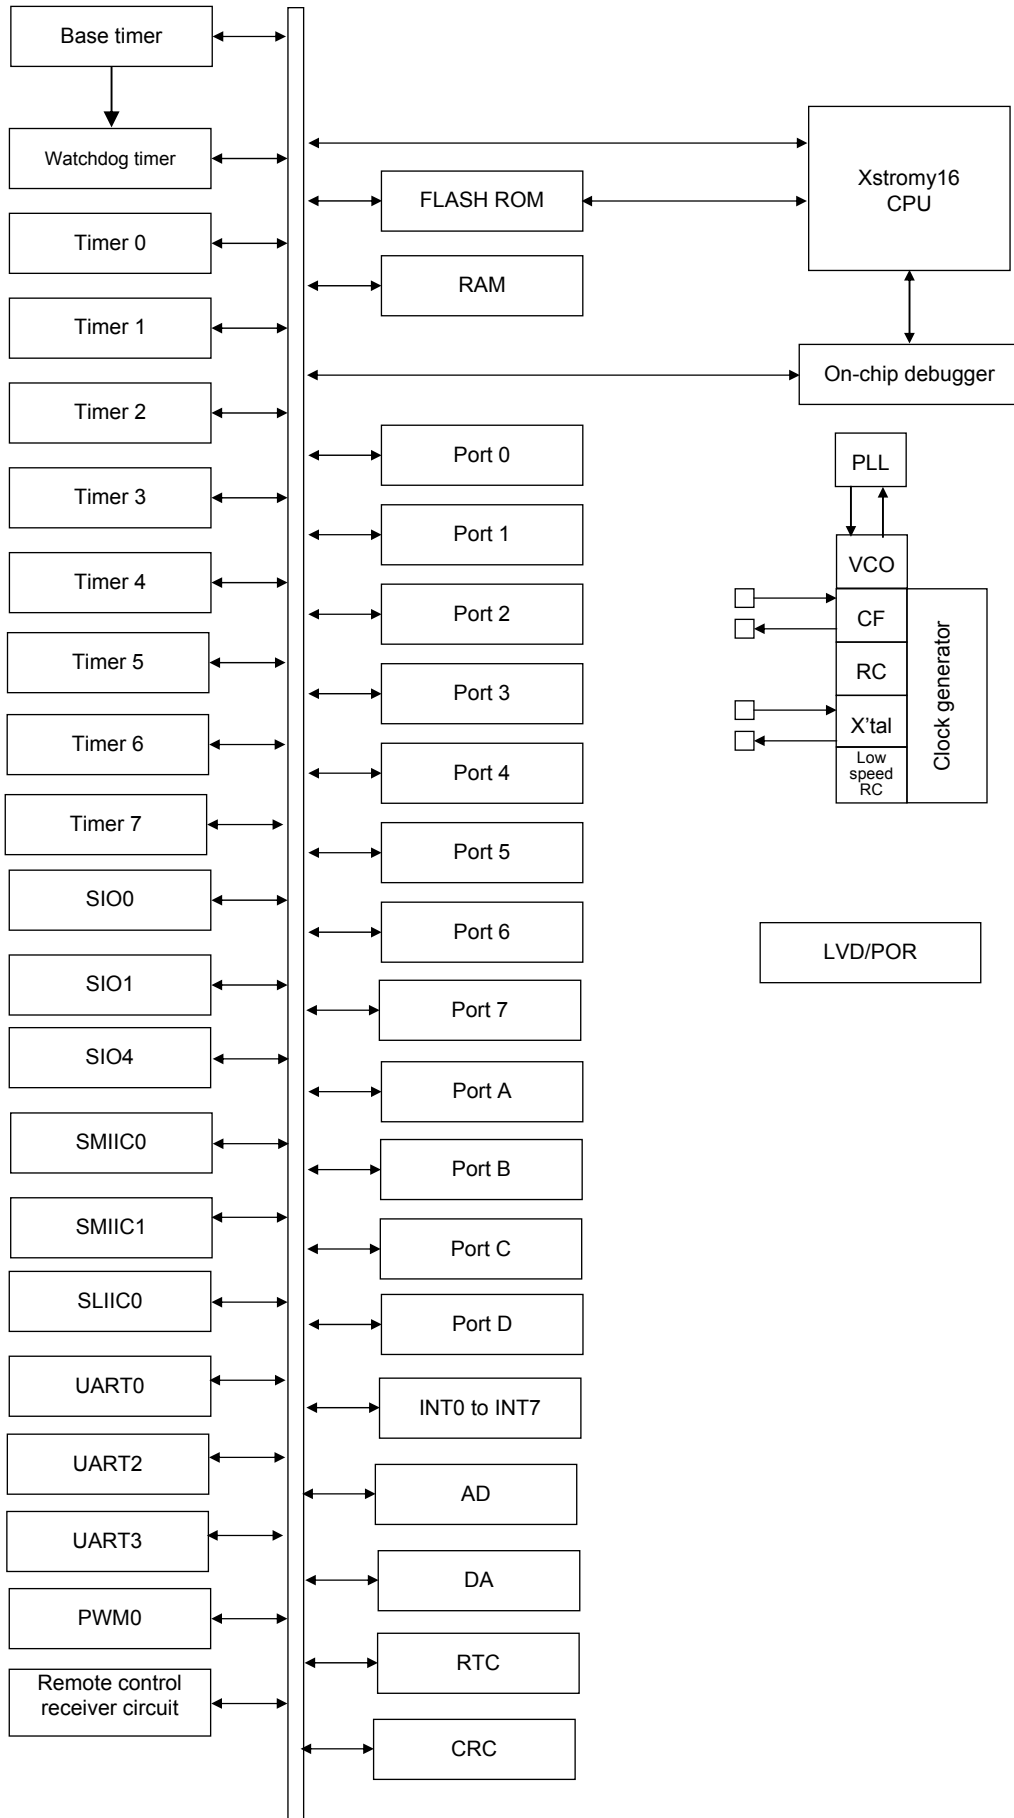 Base timer
Watchdog timer
Timer 0
Timer 1
Timer 2
Timer 3
Timer 4
Timer 5
Timer 6
Timer 7
SIO0
SIO1
SIO4
SMIIC0
SMIIC1
SLIIC0
UART0
UART2
UART3
PWM0
Remote control
receiver circuit
FLASH ROM
RAM
Port 0
Port 1
Port 2
Port 3
Port 4
Port 5
Port 6
Port 7
Port A
Port B
Port C
Port D
INT0 to INT7
AD
DA
RTC
CRC
Xstromy16
CPU
On-chip debugger
PLL
VCO
CF
RC
X'tal
Low
speed
RC
Clock generator
LVD/POR